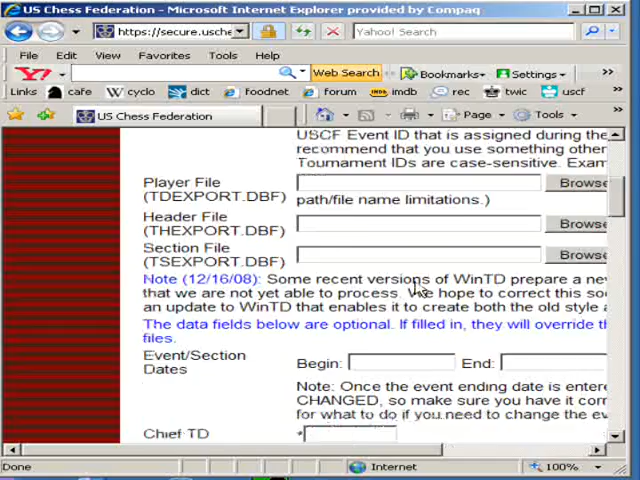 US Chess Federation - Microsoft Internet Explorer provided by Compaq
https://secure.usche
Yahoo! Search
File Edit View Favorites Tools Help
Y! Web Search Bookmarks Settings »
Links cafe cyclo dict foodnet forum imdb rec twic uscf »
US Chess Federation Page Tools »
USCF Event ID that is assigned during the
recommend that you use something other
Tournament IDs are case-sensitive. Exam
Player File Browse
(TDEXPORT.DBF) path/file name limitations.)
Header File Browse
(THEXPORT.DBF)
Section File Browse
(TSEXPORT.DBF)
Note (12/16/08): Some recent versions of WinTD prepare a nev
that we are not yet able to process. We hope to correct this soo
an update to WinTD that enables it to create both the old style a
The data fields below are optional. If filled in, they will override th
files.
Event/Section
Dates Begin: End:
Note: Once the event ending date is entere
CHANGED, so make sure you have it corr
for what to do if you need to change the eve
Chief TD *
Done Internet 100%